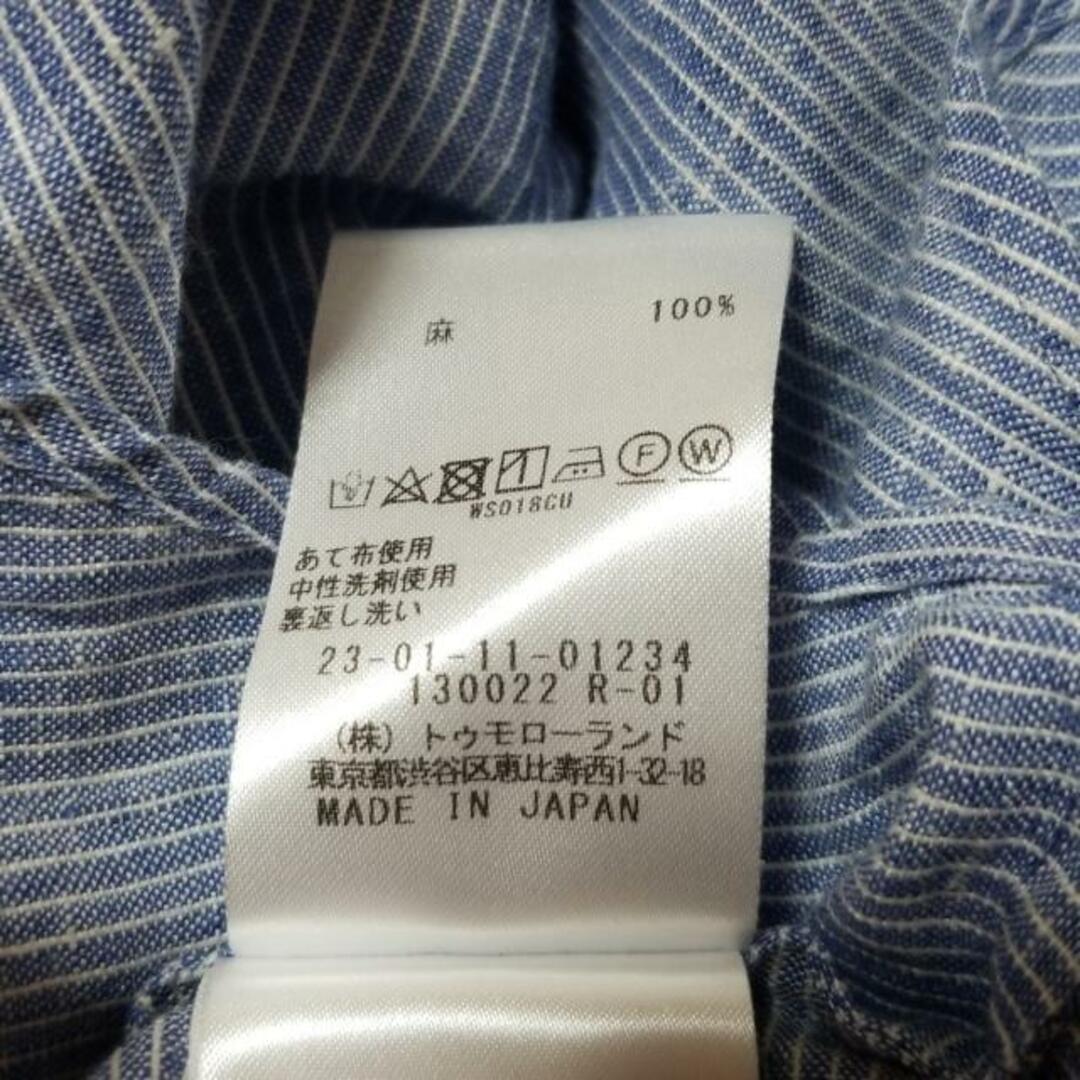 麻 100%
F W
WS018CU
あて布使用
中性洗剤使用
裏返し洗い
23-01-11-01234
130022 R-01
(株) トゥモローランド
東京都渋谷区恵比寿西1-32-18
MADE IN JAPAN